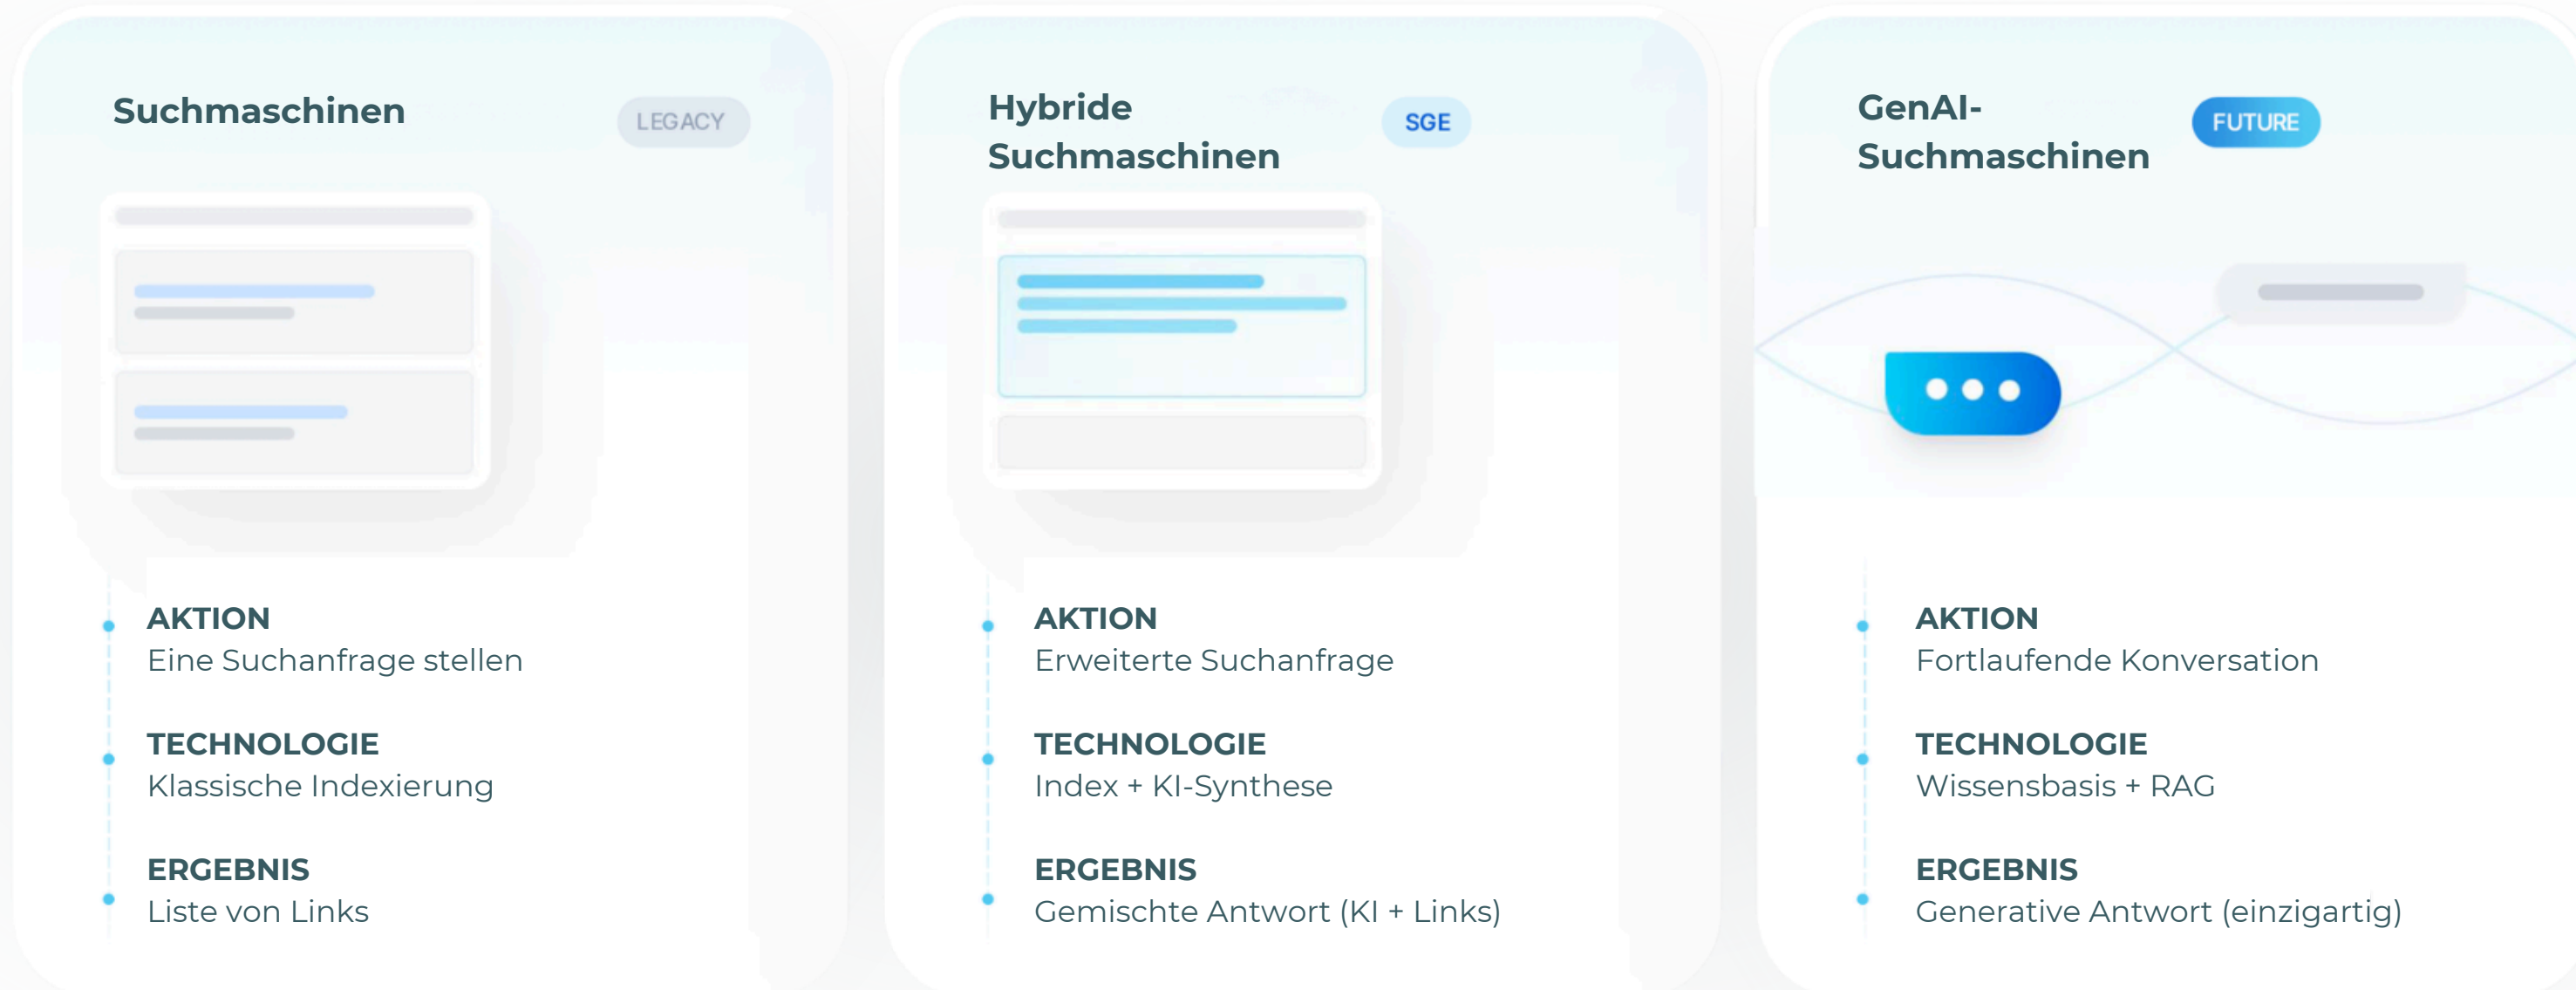 Suchmaschinen
LEGACY
AKTION
Eine Suchanfrage stellen
TECHNOLOGIE
Klassische Indexierung
ERGEBNIS
Liste von Links
Hybride
Suchmaschinen
SGE
AKTION
Erweiterte Suchanfrage
TECHNOLOGIE
Index + KI-Synthese
ERGEBNIS
Gemischte Antwort (KI + Links)
GenAI-
Suchmaschinen
FUTURE
AKTION
Fortlaufende Konversation
TECHNOLOGIE
Wissensbasis + RAG
ERGEBNIS
Generative Antwort (einzigartig)